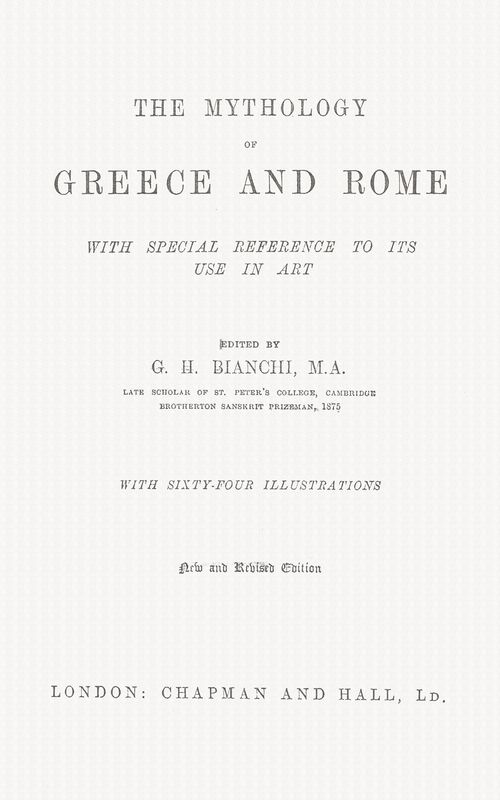 THE MYTHOLOGY
OF
GREECE AND ROME
WITH SPECIAL REFERENCE TO ITS
USE IN ART
EDITED BY
G. H. BIANCHI, M.A.
LATE SCHOLAR OF ST. PETER'S COLLEGE, CAMBRIDGE
BROTHERTON SANSKRIT PRIZEMAN, 1875
WITH SIXTY-FOUR ILLUSTRATIONS
New and Revised Edition
LONDON: CHAPMAN AND HALL, LD.